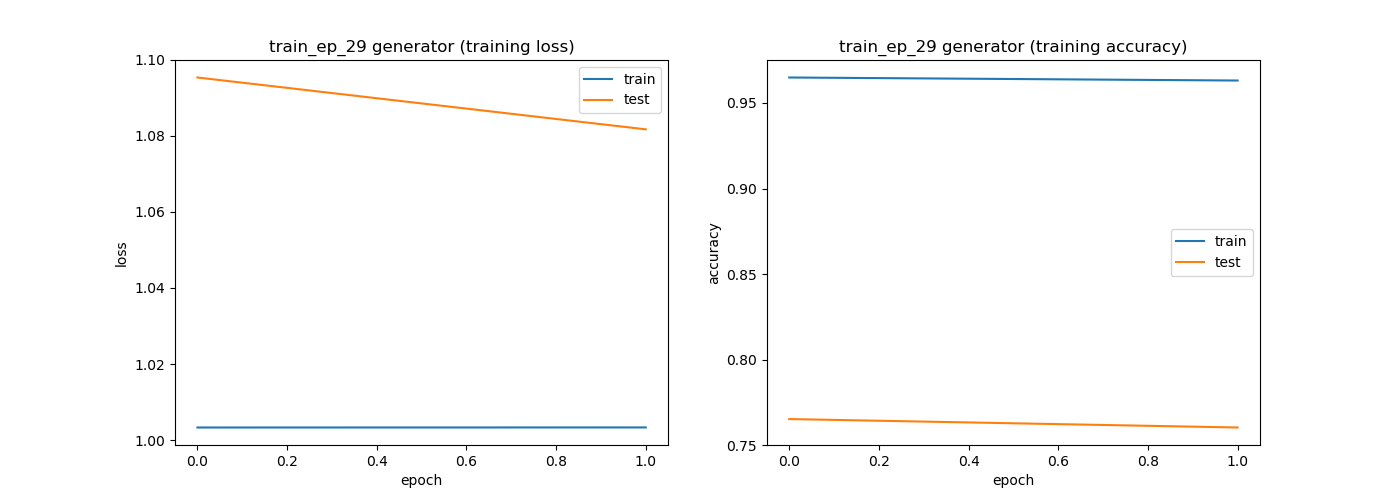 train_ep_29 generator (training loss)
1.10
1.08
1.06
1.04
1.02
1.00
loss
0.0 0.2 0.4 0.6 0.8 1.0
epoch
train
test
train_ep_29 generator (training accuracy)
0.95
0.90
0.85
0.80
0.75
accuracy
0.0 0.2 0.4 0.6 0.8 1.0
epoch
train
test